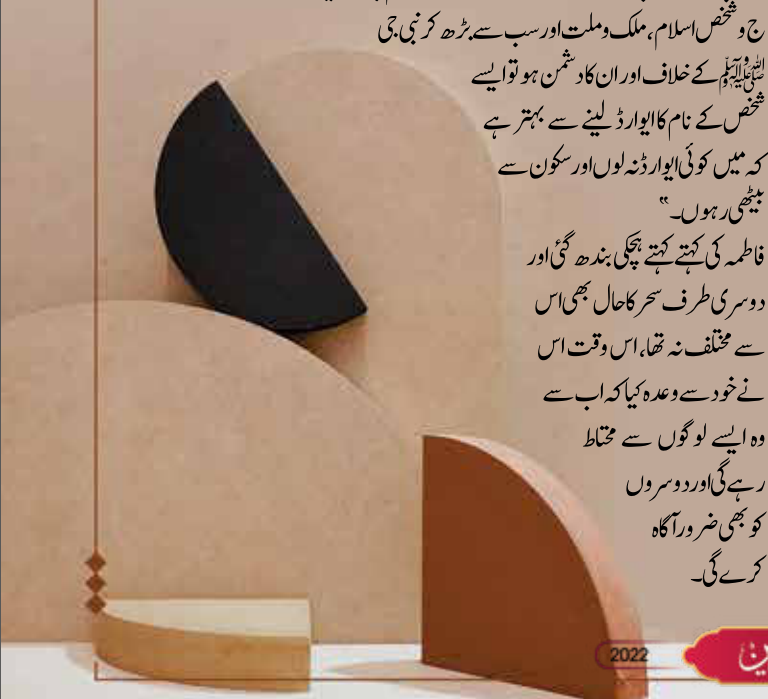 ج و شخص اسلام، ملک و ملت اور سب سے بڑھ کر نبی جی
ﷺ کے خلاف اور ان کا دشمن ہو تو ایسے
شخص کے نام کا ایوارڈ لینے سے بہتر ہے
کہ میں کوئی ایوارڈ نہ لوں اور سکون سے
بیٹھی رہوں۔“
فاطمہ کی کہتے کہتے ہچکی بندھ گئی اور
دوسری طرف سحر کا حال بھی اس
سے مختلف نہ تھا، اس وقت اس
نے خود سے وعدہ کیا کہ اب سے
وہ ایسے لوگوں سے محتاط
رہے گی اور دوسروں
کو بھی ضرور آگاہ
کرے گی۔
2022